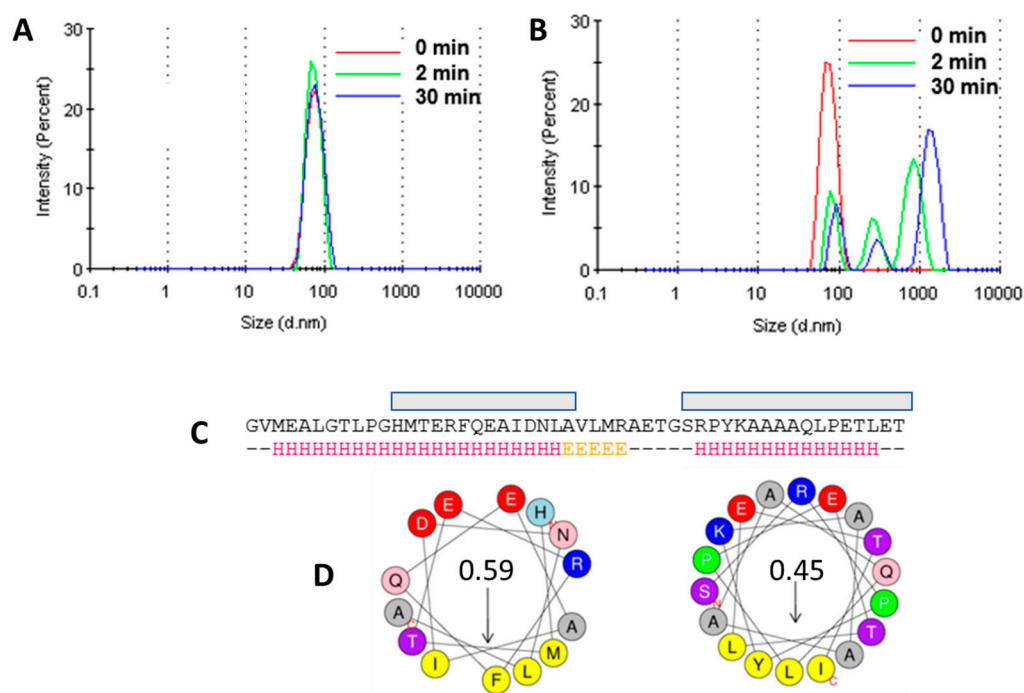 A
30
20
10
0
Intensity (Percent)
0 min
2 min
30 min
0.1 1 10 100 1000 10000
Size (d.nm)
B
30
20
10
0
Intensity (Percent)
0 min
2 min
30 min
0.1 1 10 100 1000 10000
Size (d.nm)
C
GVMEALGTLPGHMTERFQEAIDNLAVLMRAETGSRPYKAAAAQLPETLET
--HHHHHHHHHHHHHHHHHHHHHHEEEEE-----HHHHHHHHHHHHHH--
D
E E H
D N
R
Q
A A
T M
I L
F
N
C
0.59
A R E
E A
K T
P Q
S P
A T
L A
Y L I
N
C
0.45